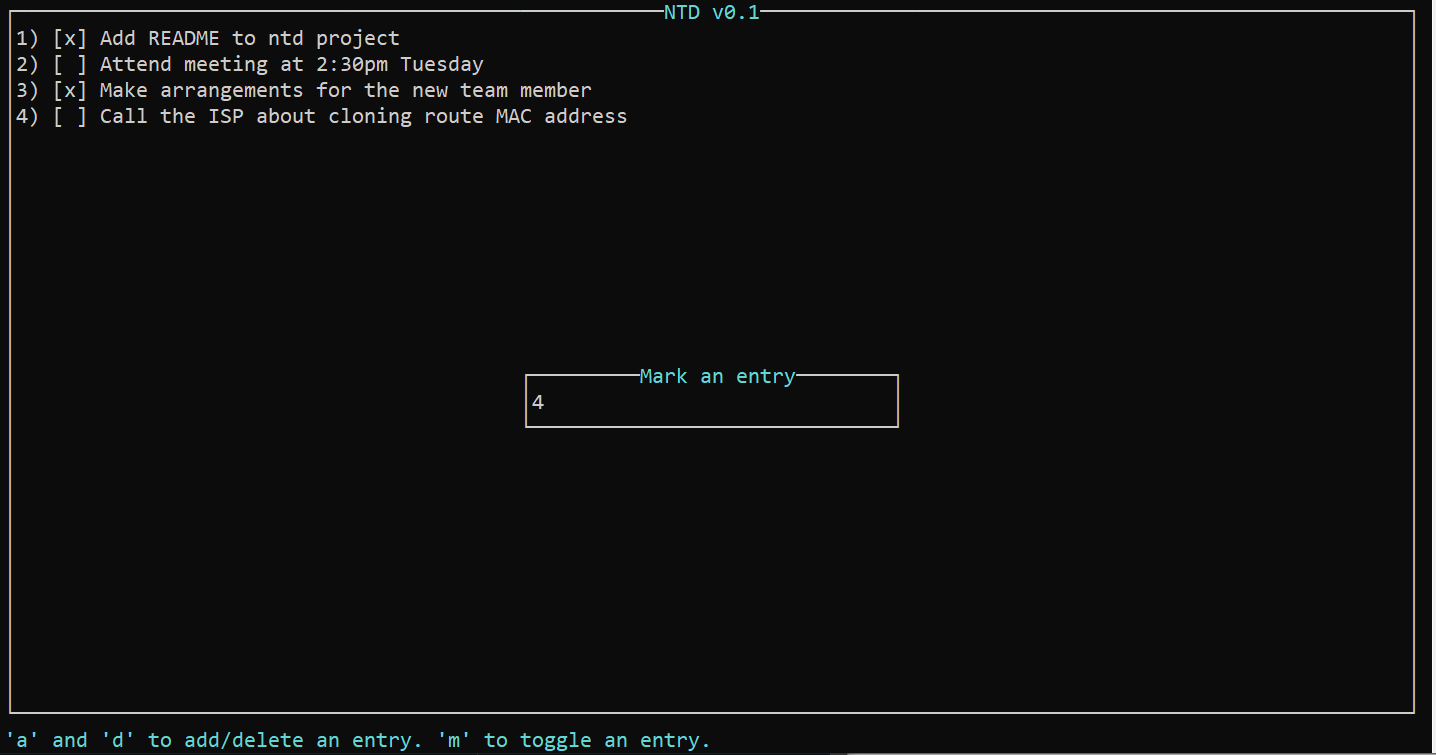 NTD v0.1
1) [x] Add README to ntd project
2) [ ] Attend meeting at 2:30pm Tuesday
3) [x] Make arrangements for the new team member
4) [ ] Call the ISP about cloning route MAC address
Mark an entry
4
'a' and 'd' to add/delete an entry. 'm' to toggle an entry.